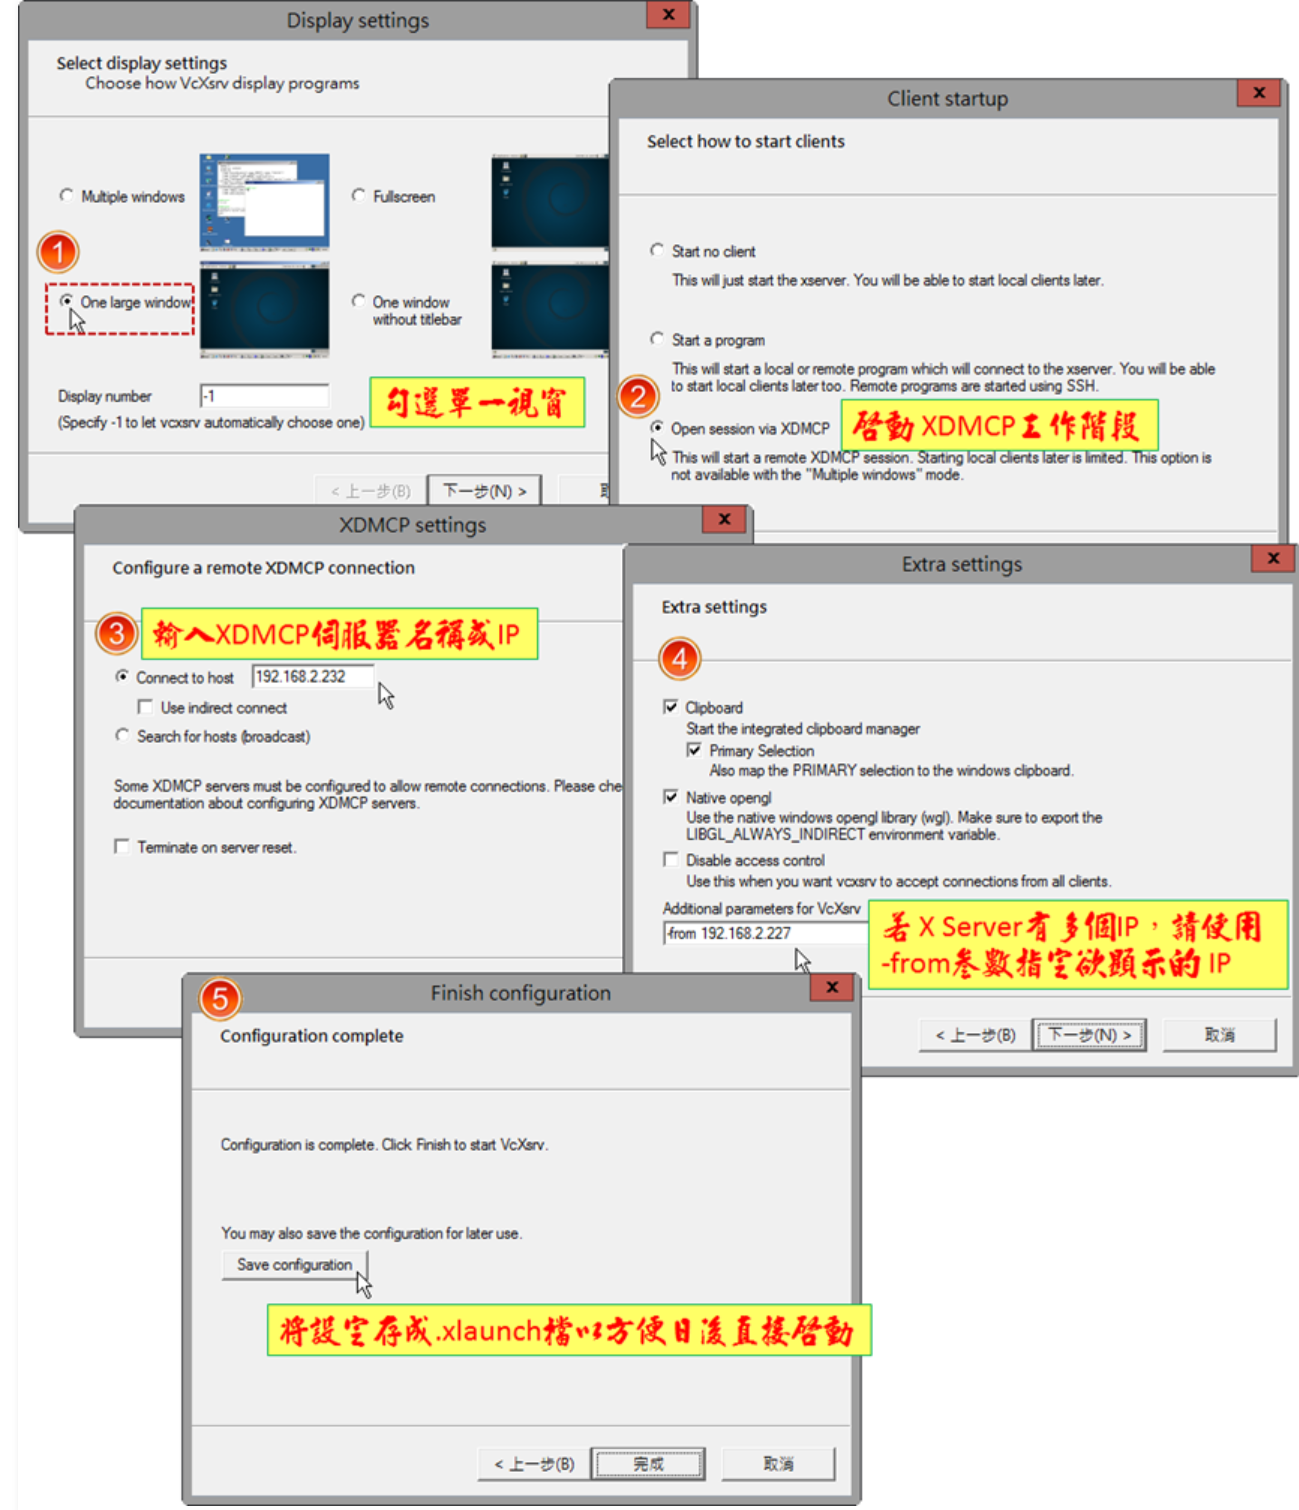 Display settings
x
Select display settings
Choose how VcXsrv display programs
Multiple windows
Fullscreen
1
One large window
One window
without titlebar
Display number
-1
勾選單一視窗
(Specify -1 to let vcxsrv automatically choose one)
< 上一步(B)
下一步(N) >
Client startup
x
Select how to start clients
Start no client
This will just start the xserver. You will be able to start local clients later.
Start a program
This will start a local or remote program which will connect to the xserver. You will be able
to start local clients later too. Remote programs are started using SSH.
2
Open session via XDMCP
啓動 XDMCP工作階段
This will start a remote XDMCP session. Starting local clients later is limited. This option is
not available with the "Multiple windows" mode.
XDMCP settings
x
Configure a remote XDMCP connection
3
輸入XDMCP伺服器名稱或IP
Connect to host
192.168.2.232
Use indirect connect
Search for hosts (broadcast)
Some XDMCP servers must be configured to allow remote connections. Please che
documentation about configuring XDMCP servers.
Terminate on server reset.
Extra settings
x
Extra settings
4
Clipboard
Start the integrated clipboard manager
Primary Selection
Also map the PRIMARY selection to the windows clipboard.
Native opengl
Use the native windows opengl library (wgl). Make sure to export the
LIBGL_ALWAYS_INDIRECT environment variable.
Disable access control
Use this when you want vcxsrv to accept connections from all clients.
Additional parameters for VcXsrv
-from 192.168.2.227
若 X Server有多個IP，請使用
-from叁數指定欲顯示的 IP
< 上一步(B)
下一步(N) >
取消
5
Finish configuration
x
Configuration complete
Configuration is complete. Click Finish to start VcXsrv.
You may also save the configuration for later use.
Save configuration
將設定存成.xlaunch檔以方便日後直接啓動
< 上一步(B)
完成
取消